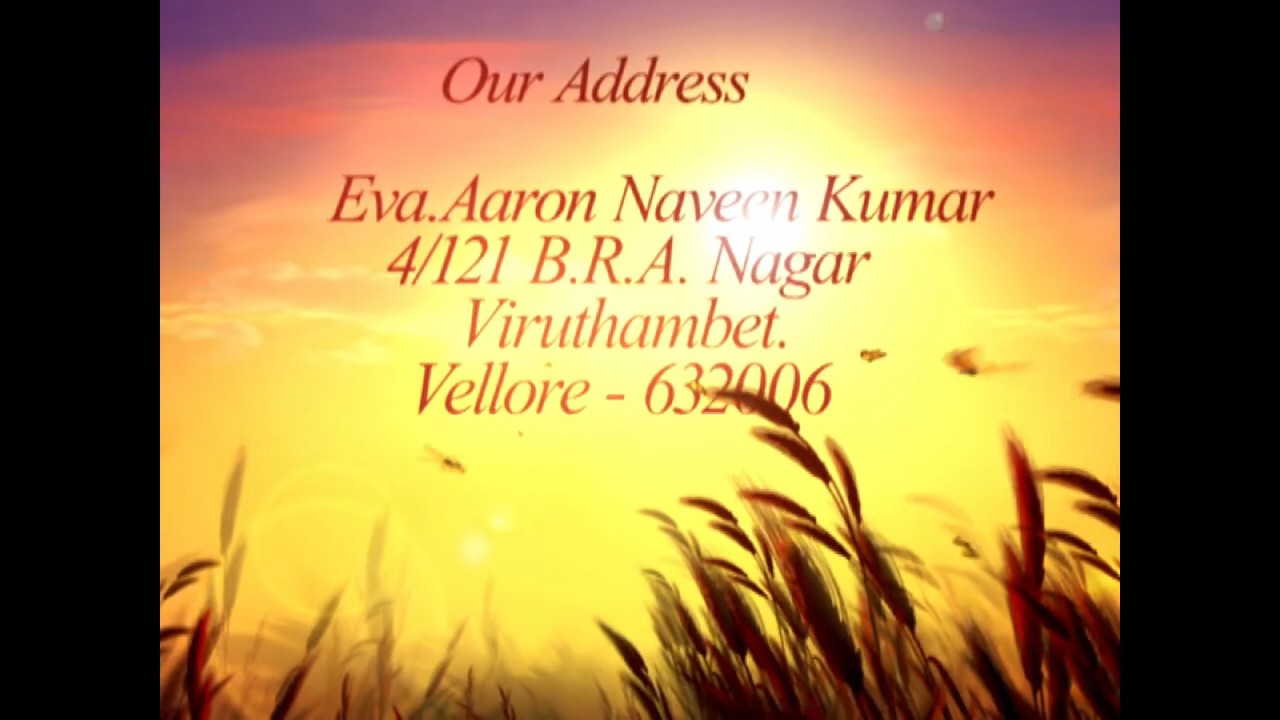 Our Address
Eva.Aaron Naveen Kumar
4/121 B.R.A. Nagar
Viruthambet.
Vellore - 632006